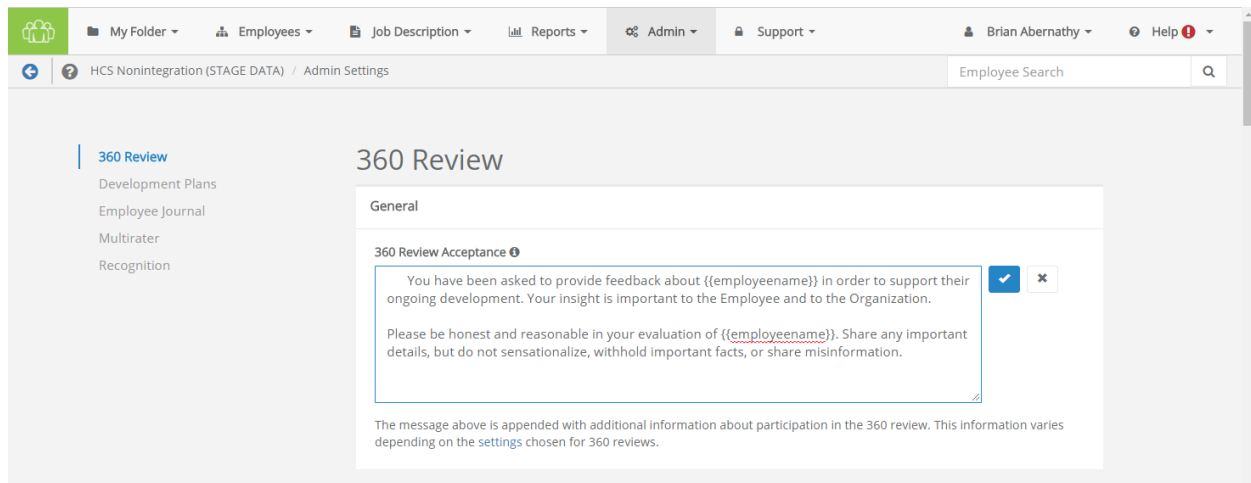 My Folder Employees Job Description Reports Admin Support Brian Abernathy Help
HCS Nonintegration (STAGE DATA) / Admin Settings Employee Search
360 Review
Development Plans
Employee Journal
Multirater
Recognition
360 Review
General
360 Review Acceptance
You have been asked to provide feedback about {{employeename}} in order to support their
ongoing development. Your insight is important to the Employee and to the Organization.
Please be honest and reasonable in your evaluation of {{employeename}}. Share any important
details, but do not sensationalize, withhold important facts, or share misinformation.
The message above is appended with additional information about participation in the 360 review. This information varies
depending on the settings chosen for 360 reviews.